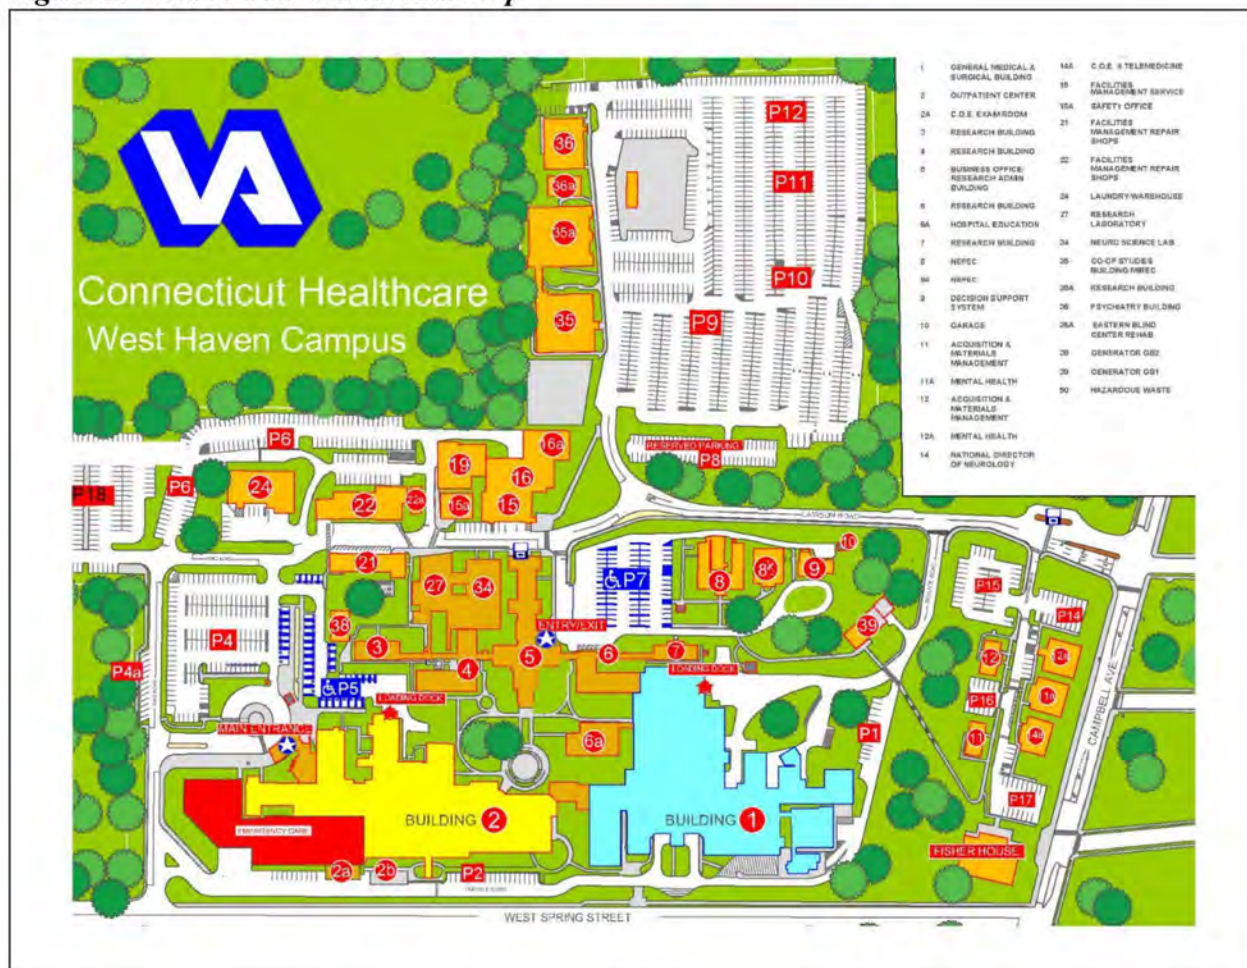 VA
Connecticut Healthcare
West Haven Campus
1 GENERAL MEDICAL &
SURGICAL BUILDING
2 OUTPATIENT CENTER
2A C.O.E. EXAM ROOM
3 RESEARCH BUILDING
4 RESEARCH BUILDING
5 BUSINESS OFFICE/
RESEARCH ADMIN
BUILDING
6 RESEARCH BUILDING
6A HOSPITAL EDUCATION
7 RESEARCH BUILDING
8 NEPEC
NEPEC
9 DECISION SUPPORT
SYSTEM
10 GARAGE
11 ACQUISITION &
MATERIALS
MANAGEMENT
11A MENTAL HEALTH
12 ACQUISITION &
MATERIALS
MANAGEMENT
12A MENTAL HEALTH
14 NATIONAL DIRECTOR
OF NEUROLOGY
14A C.O.E. & TELEMEDICINE
15 FACILITIES
MANAGEMENT SERVICE
15A SAFETY OFFICE
21 FACILITIES
MANAGEMENT REPAIR
SHOPS
22 FACILITIES
MANAGEMENT REPAIR
SHOPS
24 LAUNDRY/WAREHOUSE
27 RESEARCH
LABORATORY
34 NEURO SCIENCE LAB
35 CO-OP STUDIES
BUILDING/MIREC
35A RESEARCH BUILDING
36 PSYCHIATRY BUILDING
36A EASTERN BLIND
CENTER REHAB
GENERATOR GB2
39 GENERATOR GB1
HAZARDOUS WASTE
36
P12
36a
P11
35a
P10
35
P9
P6
16a
RESERVED PARKING
P8
19
16
P6
24
P18
22
22a
15a
15
CAMPBELL AVE
21
27
34
P7
8
9
10
P15
P14
38
ENTRY/EXIT
39
3
4
5
6
7
12
P4
P4a
P5
LOADING DOCK
LOADING DOCK
P16
MAIN ENTRANCE
6a
P1
11
P17
EMERGENCY CARE
BUILDING 2
BUILDING 1
FISHER HOUSE
2a
2b
P2
WEST SPRING STREET